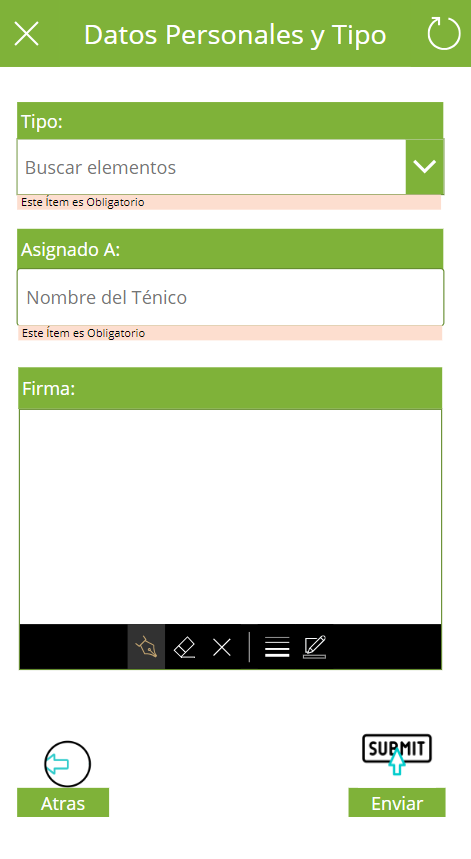 Datos Personales y Tipo
Tipo:
Buscar elementos
Este Ítem es Obligatorio
Asignado A:
Nombre del Ténico
Este Ítem es Obligatorio
Firma:
SUBMIT
Atras
Enviar